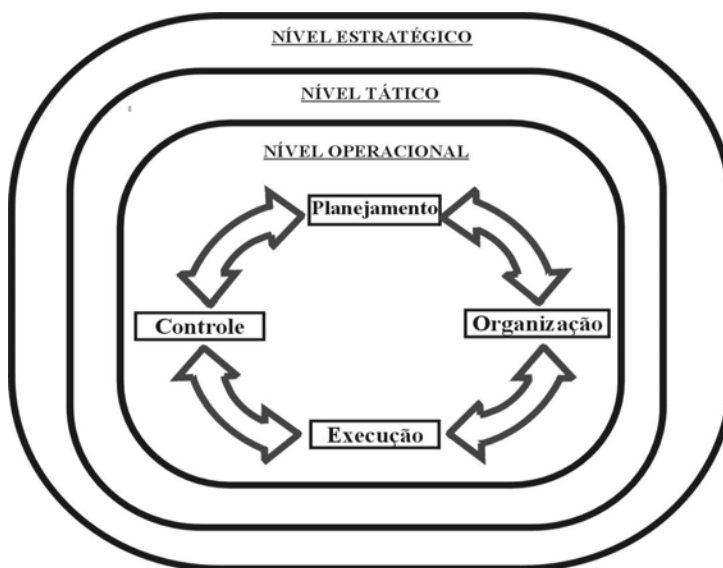 NÍVEL ESTRATÉGICO
NÍVEL TÁTICO
NÍVEL OPERACIONAL
Planejamento
Controle
Organização
Execução